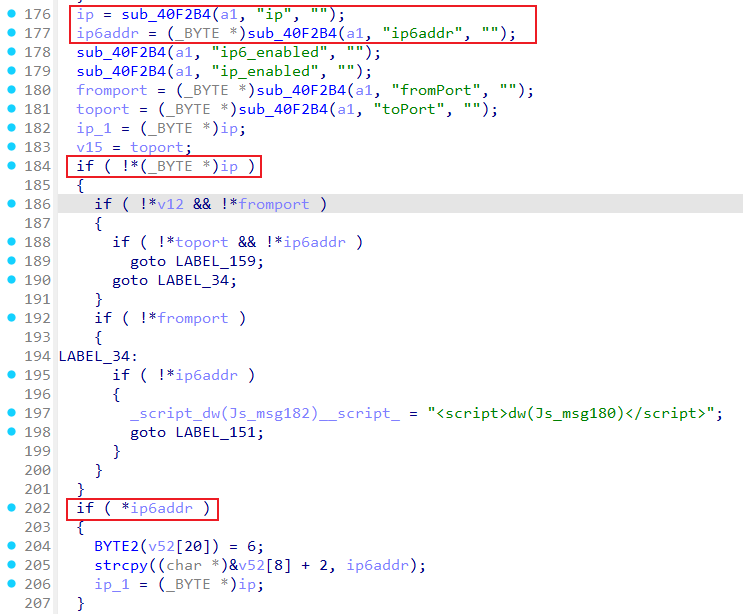 176 ip = sub_40F2B4(a1, "ip", "");
177 ip6addr = (_BYTE *)sub_40F2B4(a1, "ip6addr", "");
178 sub_40F2B4(a1, "ip6_enabled", "");
179 sub_40F2B4(a1, "ip_enabled", "");
180 fromport = (_BYTE *)sub_40F2B4(a1, "fromPort", "");
181 toport = (_BYTE *)sub_40F2B4(a1, "toPort", "");
182 ip_1 = (_BYTE *)ip;
183 v15 = toport;
184 if ( !*(_BYTE *)ip )
185 {
186 if ( !*v12 && !*fromport )
187 {
188 if ( !*toport && !*ip6addr )
189 goto LABEL_159;
190 goto LABEL_34;
191 }
192 if ( !*fromport )
193 {
194 LABEL_34:
195 if ( !*ip6addr )
196 {
197 _script_dw(Js_msg182)__script_ = "<script>dw(Js_msg180)</script>";
198 goto LABEL_151;
199 }
200 }
201 }
202 if ( *ip6addr )
203 {
204 BYTE2(v52[20]) = 6;
205 strcpy((char *)&v52[8] + 2, ip6addr);
206 ip_1 = (_BYTE *)ip;
207 }